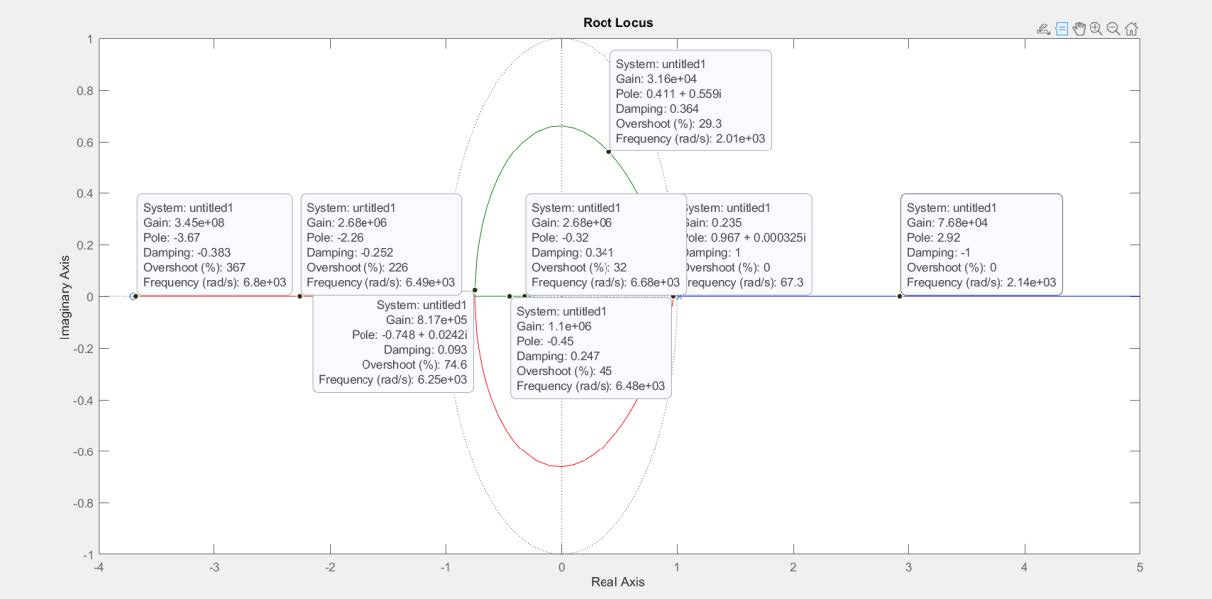 Root Locus
System: untitled1
Gain: 3.16e+04
Pole: 0.411 + 0.559i
Damping: 0.364
Overshoot (%): 29.3
Frequency (rad/s): 2.01e+03
System: untitled1
Gain: 3.45e+08
Pole: -3.67
Damping: -0.383
Overshoot (%): 367
Frequency (rad/s): 6.8e+03
System: untitled1
Gain: 2.68e+06
Pole: -2.26
Damping: -0.252
Overshoot (%): 226
Frequency (rad/s): 6.49e+03
System: untitled1
Gain: 2.68e+06
Pole: -0.32
Damping: 0.341
Overshoot (%): 32
Frequency (rad/s): 6.68e+03
System: untitled1
Gain: 0.235
Pole: 0.967 + 0.000325i
Damping: 1
Overshoot (%): 0
requency (rad/s): 67.3
System: untitled1
Gain: 7.68e+04
Pole: 2.92
Damping: -1
Overshoot (%): 0
Frequency (rad/s): 2.14e+03
System: untitled1
Gain: 8.17e+05
Pole: -0.748 + 0.0242i
Damping: 0.093
Overshoot (%): 74.6
Frequency (rad/s): 6.25e+03
System: untitled1
Gain: 1.1e+06
Pole: -0.45
Damping: 0.247
Overshoot (%): 45
Frequency (rad/s): 6.48e+03
Imaginary Axis
1
0.8
0.6
0.4
0.2
0
-0.2
-0.4
-0.6
-0.8
-1
-4 -3 -2 -1 0 1 2 3 4 5
Real Axis